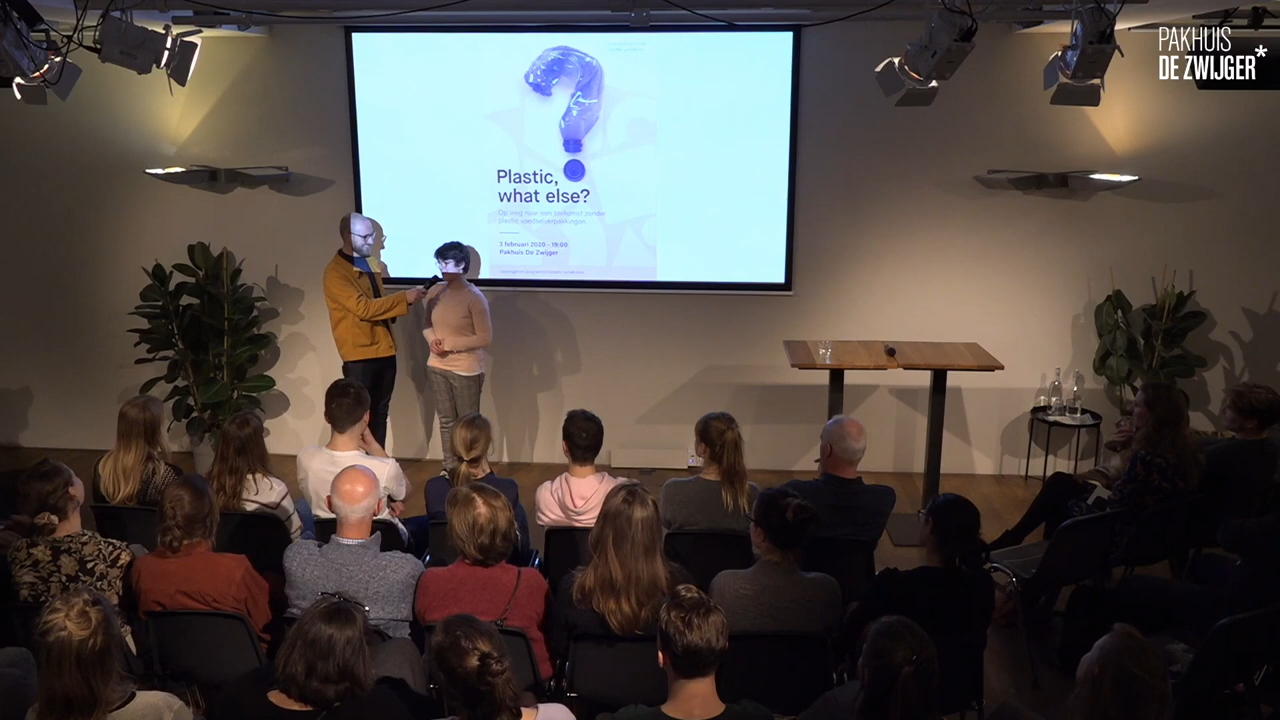 PAKHUIS
DE ZWIJGER*
Plastic,
what else?
Op weg naar een toekomst zonder
plastic voedselverpakkingen
3 februari 2020 - 19:00
Pakhuis De Zwijger